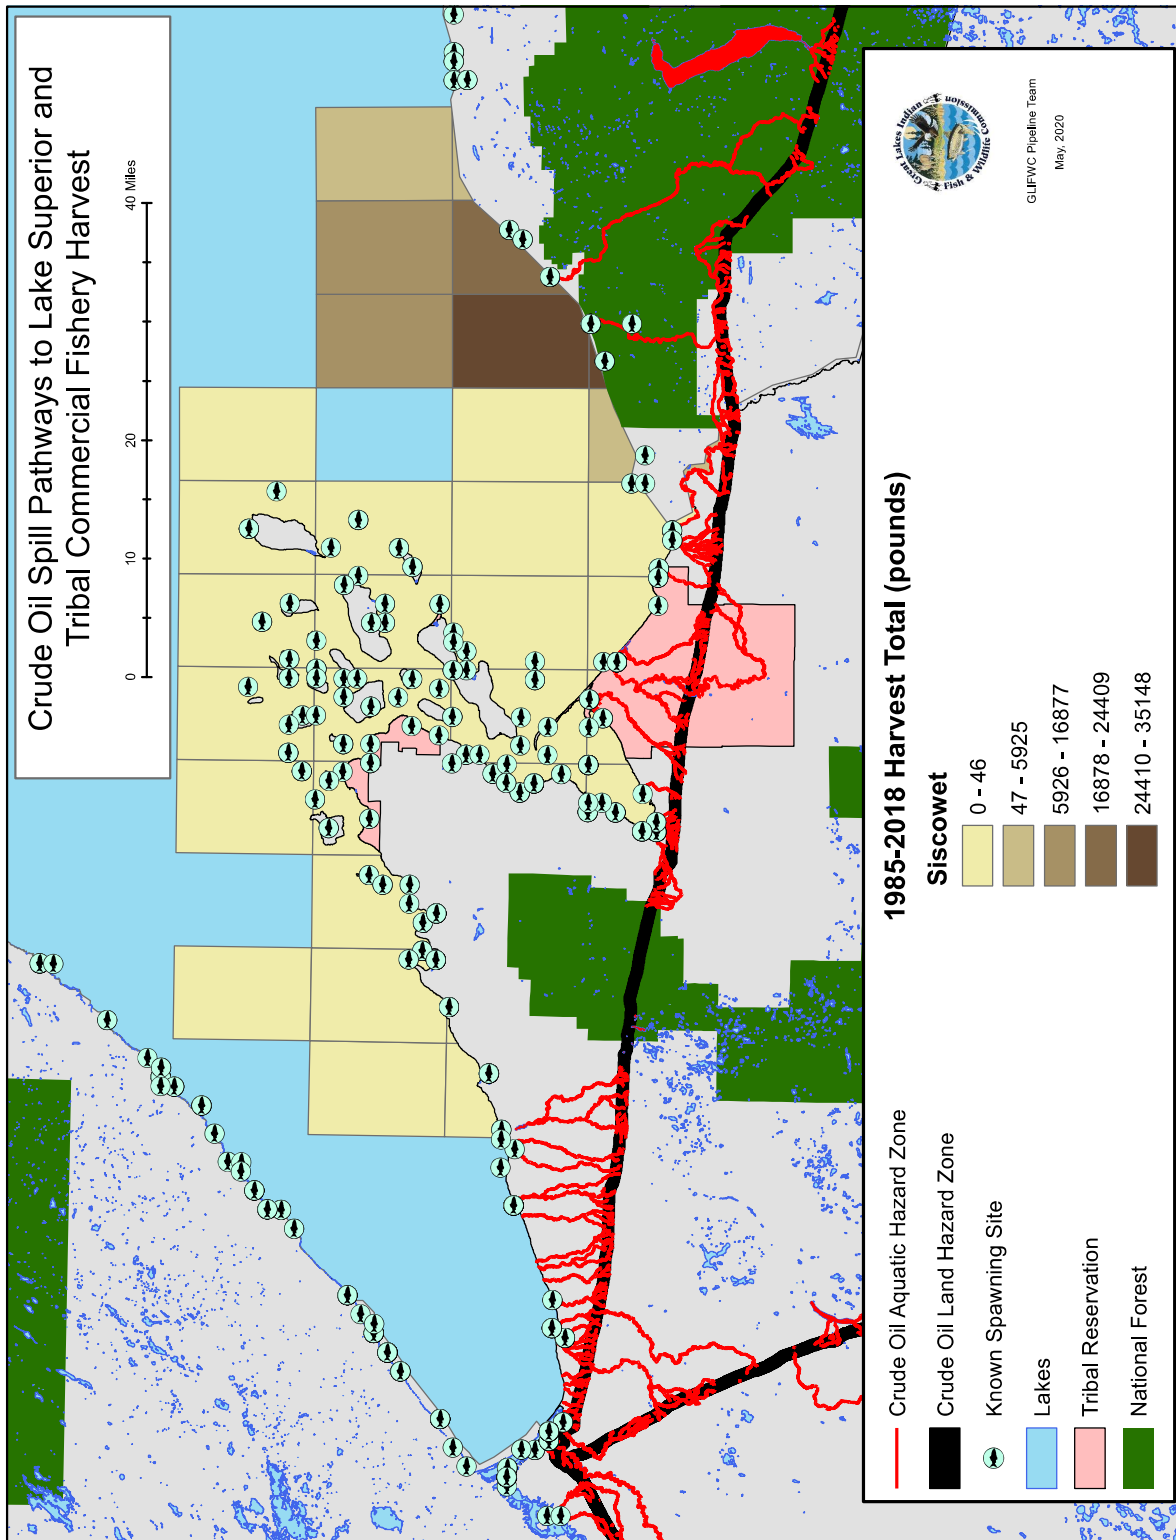 Crude Oil Spill Pathways to Lake Superior and
Tribal Commercial Fishery Harvest
0
10
20
40 Miles
Crude Oil Aquatic Hazard Zone
Crude Oil Land Hazard Zone
Known Spawning Site
Lakes
Tribal Reservation
National Forest
1985-2018 Harvest Total (pounds)
Siscowet
0 - 46
47 - 5925
5926 - 16877
16878 - 24409
24410 - 35148
Great Lakes Indian
Fish & Wildlife Commission
GLIFWC Pipeline Team
May, 2020